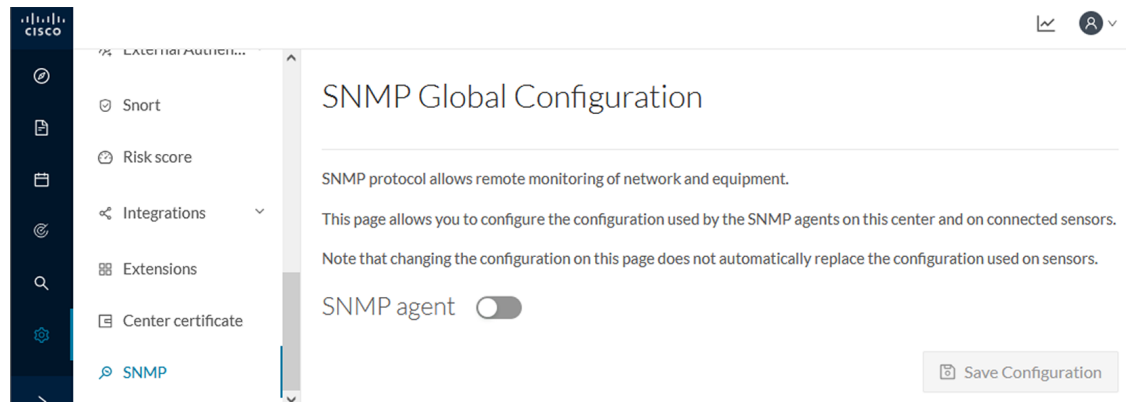 CISCO
External Authen...
Snort
Risk score
Integrations
Extensions
Center certificate
SNMP
SNMP Global Configuration
SNMP protocol allows remote monitoring of network and equipment.
This page allows you to configure the configuration used by the SNMP agents on this center and on connected sensors.
Note that changing the configuration on this page does not automatically replace the configuration used on sensors.
SNMP agent
Save Configuration